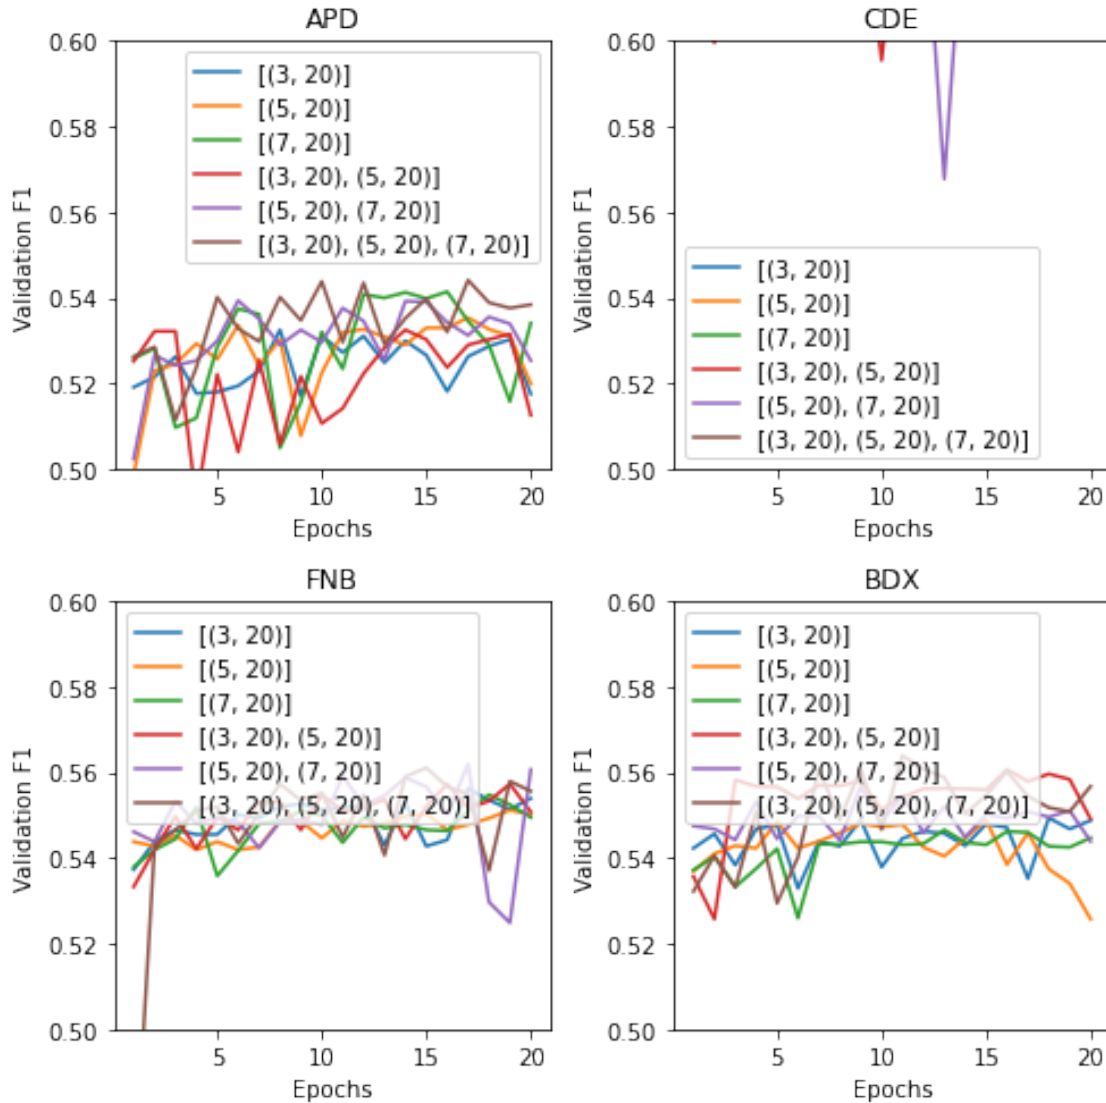 APD
0.60
0.58
0.56
0.54
0.52
0.50
Validation F1
[(3, 20)]
[(5, 20)]
[(7, 20)]
[(3, 20), (5, 20)]
[(5, 20), (7, 20)]
[(3, 20), (5, 20), (7, 20)]
5
10
15
20
Epochs
CDE
0.60
0.58
0.56
0.54
0.52
0.50
Validation F1
[(3, 20)]
[(5, 20)]
[(7, 20)]
[(3, 20), (5, 20)]
[(5, 20), (7, 20)]
[(3, 20), (5, 20), (7, 20)]
5
10
15
20
Epochs
FNB
0.60
0.58
0.56
0.54
0.52
0.50
Validation F1
[(3, 20)]
[(5, 20)]
[(7, 20)]
[(3, 20), (5, 20)]
[(5, 20), (7, 20)]
[(3, 20), (5, 20), (7, 20)]
5
10
15
20
Epochs
BDX
0.60
0.58
0.56
0.54
0.52
0.50
Validation F1
[(3, 20)]
[(5, 20)]
[(7, 20)]
[(3, 20), (5, 20)]
[(5, 20), (7, 20)]
[(3, 20), (5, 20), (7, 20)]
5
10
15
20
Epochs